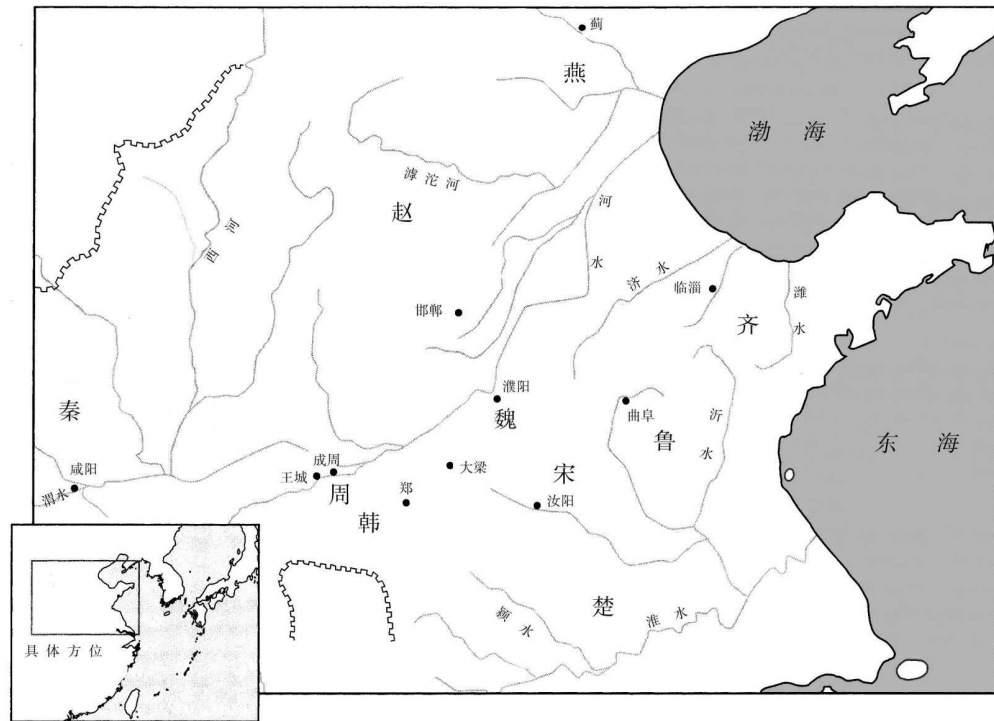 蓟
燕
渤海
滹沱河
赵
河水
西河
济水
临淄
潍水
邯郸
齐
濮阳
魏
秦
曲阜
沂水
鲁
东海
咸阳
成周
大梁
宋
王城
渭水
周
郑
汝阳
韩
楚
颍水
淮水
具体方位